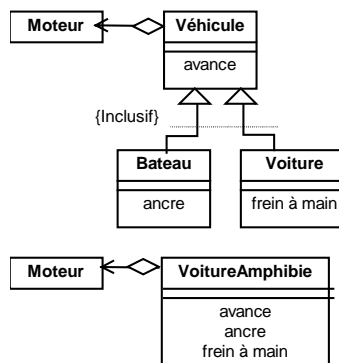 Moteur
Véhicule
avance
{Inclusif}
Bateau
Voiture
ancre
frein à main
Moteur
VoitureAmphibie
avance
ancre
frein à main